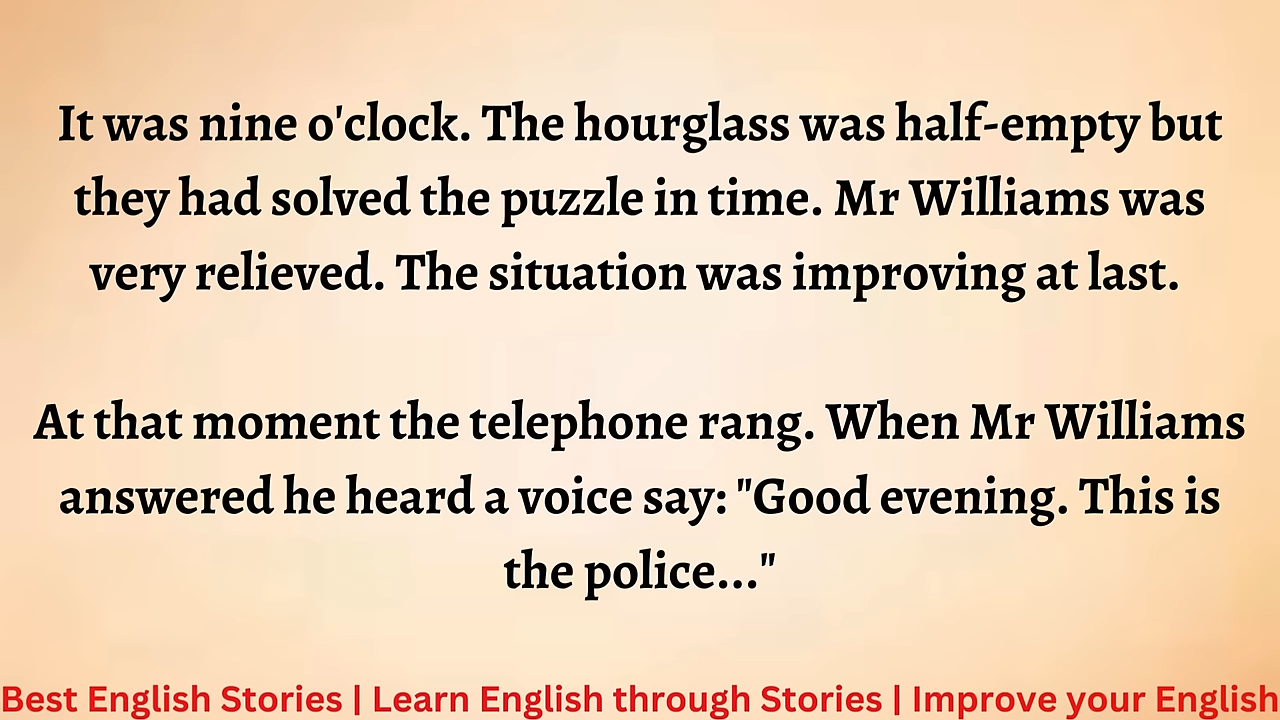 It was nine o'clock. The hourglass was half-empty but
they had solved the puzzle in time. Mr Williams was
very relieved. The situation was improving at last.
At that moment the telephone rang. When Mr Williams
answered he heard a voice say: "Good evening. This is
the police..."
Best English Stories | Learn English through Stories | Improve your English